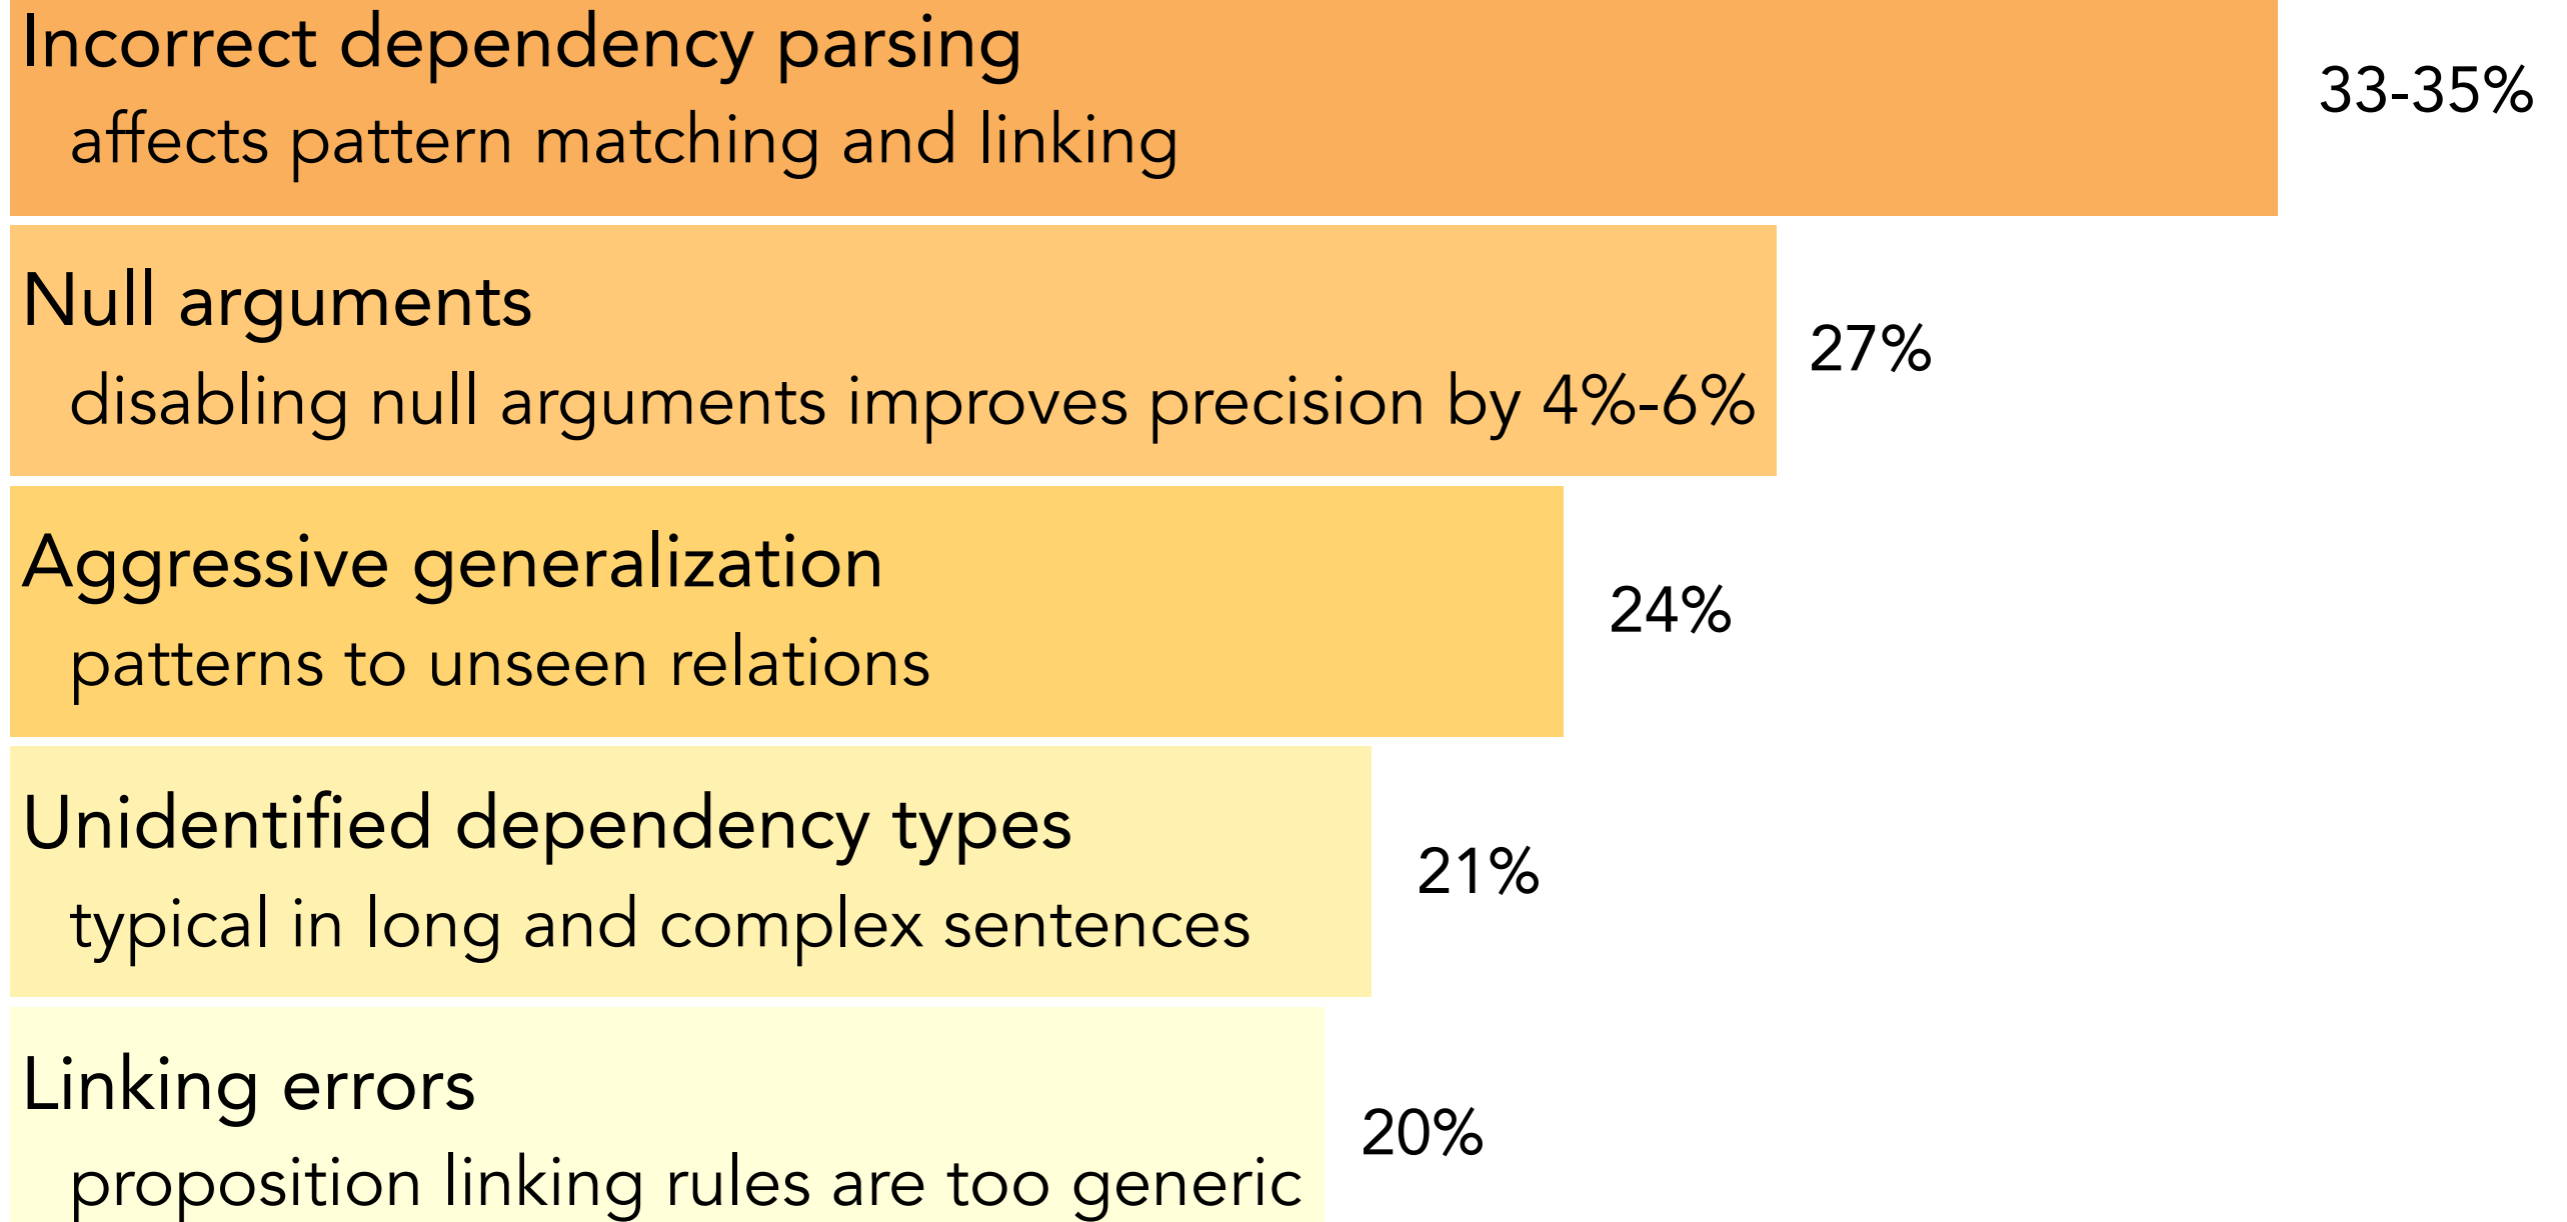 Incorrect dependency parsing
affects pattern matching and linking
33-35%
Null arguments
disabling null arguments improves precision by 4%-6%
27%
Aggressive generalization
patterns to unseen relations
24%
Unidentified dependency types
typical in long and complex sentences
21%
Linking errors
proposition linking rules are too generic
20%